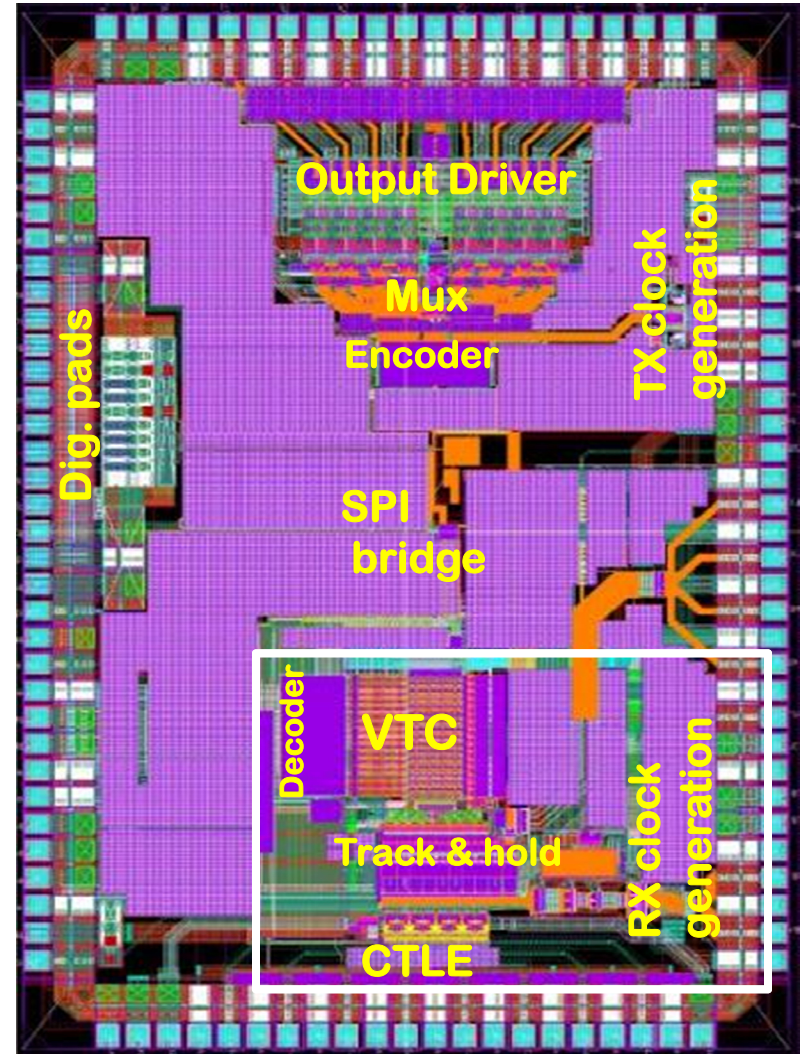 Output Driver
Mux
Encoder
TX clock
generation
Dig. pads
SPI
bridge
Decoder
VTC
Track & hold
RX clock
generation
CTLE